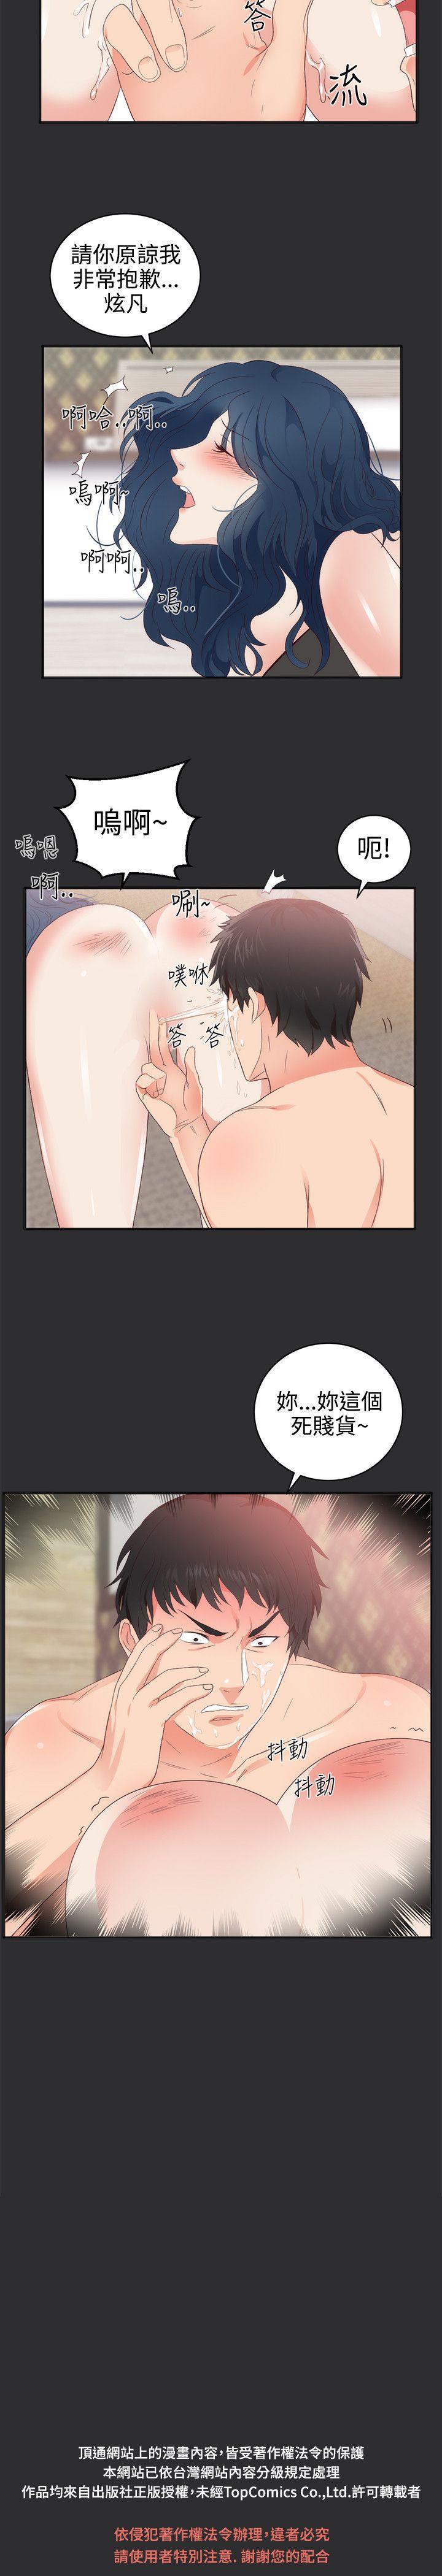 答
流
請你原諒我
非常抱歉...
炫凡
啊哈..啊..
嗚啊~
啊啊..
嗚..
嗚啊~
呃!
嗚嗯
啊..
唰~
噗咻
答 答
妳...妳這個
死賤貨~
抖動
抖動
頂通網站上的漫畫內容，皆受著作權法令的保護
本網站已依台灣網站內容分級規定處理
作品均來自出版社正版授權，未經TopComics Co.,Ltd.許可轉載者
依侵犯著作權法令辦理，違者必究
請使用者特別注意. 謝謝您的配合